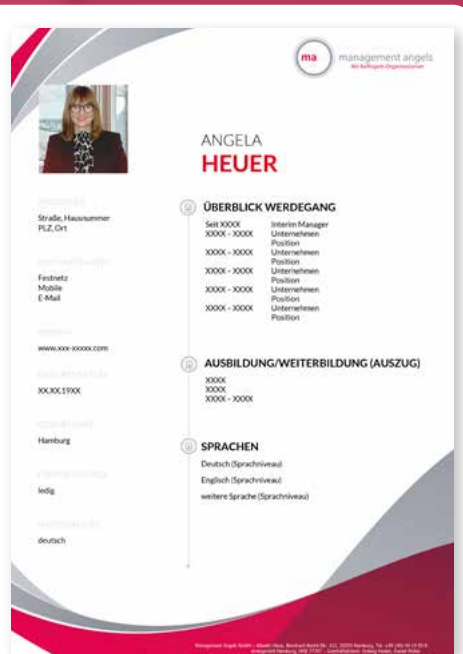 ma management angels
Wir beflügeln Organisationen
ANGELA
HEUER
Straße, Hausnummer
PLZ, Ort
Festnetz
Mobile
E-Mail
www.xxx-xxxxx.com
XX.XX.19XX
Hamburg
ledig
deutsch
ÜBERBLICK WERDEGANG
Seit XXXX Interim Manager
XXXX – XXXX Unternehmen
Position
XXXX – XXXX Unternehmen
Position
XXXX – XXXX Unternehmen
Position
XXXX – XXXX Unternehmen
Position
XXXX – XXXX Unternehmen
Position
AUSBILDUNG/WEITERBILDUNG (AUSZUG)
XXXX
XXXX
XXXX – XXXX
SPRACHEN
Deutsch (Sprachniveau)
Englisch (Sprachniveau)
weitere Sprache (Sprachniveau)